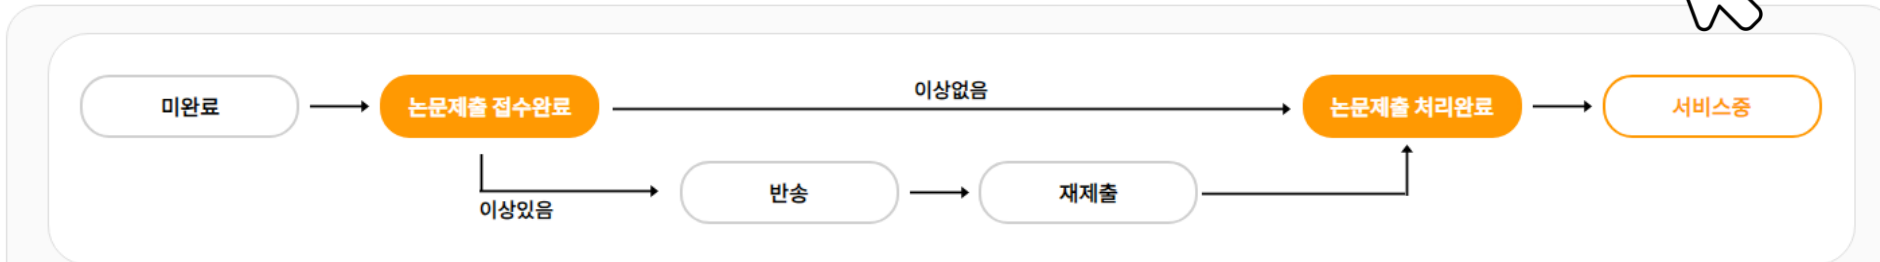 미완료
논문제출 접수완료
이상없음
논문제출 처리완료
서비스중
이상있음
반송
재제출